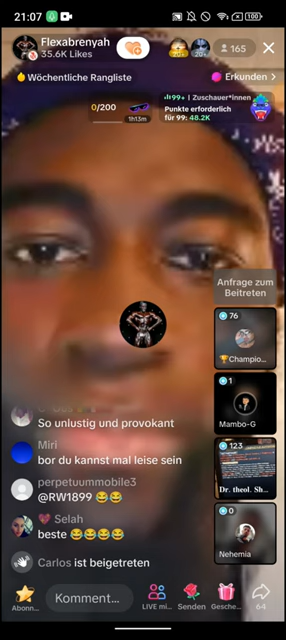 21:07
100
Flexabrenyah
35.6K Likes
20+
165
Wöchentliche Rangliste
Erkunden >
0/200
1h13m
99+ | Zuschauer*innen
Punkte erforderlich
für 99: 48.2K
Anfrage zum
Beitreten
76
Champio...
1
Mambo-G
123
Dr. theol. Sh...
0
Nehemia
So unlustig und provokant
Miri
bor du kannst mal leise sein
perpetuummobile3
@RW1899 😂😂
💗 Selah
beste 😂😂😂😂
Carlos ist beigetreten
Abonn...
Komment...
LIVE mi...
Senden
Gesche...
64